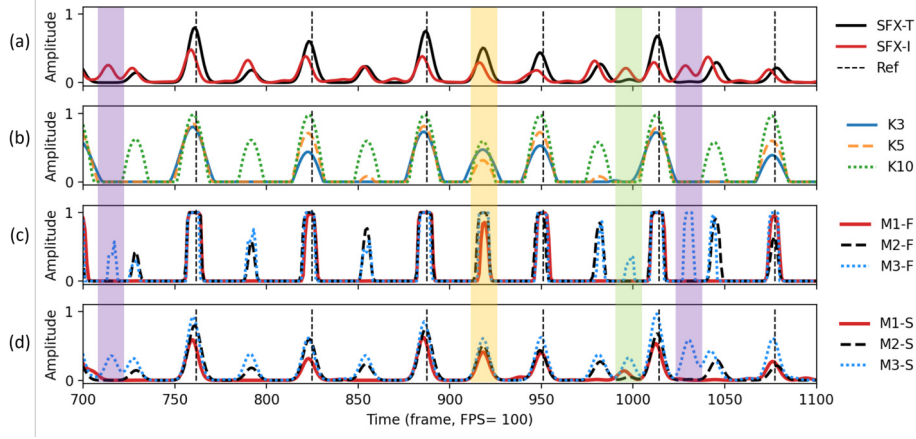 (a)
Amplitude
1
0
SFX-T
SFX-I
Ref
(b)
Amplitude
1
0
K3
K5
K10
(c)
Amplitude
1
0
M1-F
M2-F
M3-F
(d)
Amplitude
1
0
M1-S
M2-S
M3-S
700 750 800 850 900 950 1000 1050 1100
Time (frame, FPS= 100)